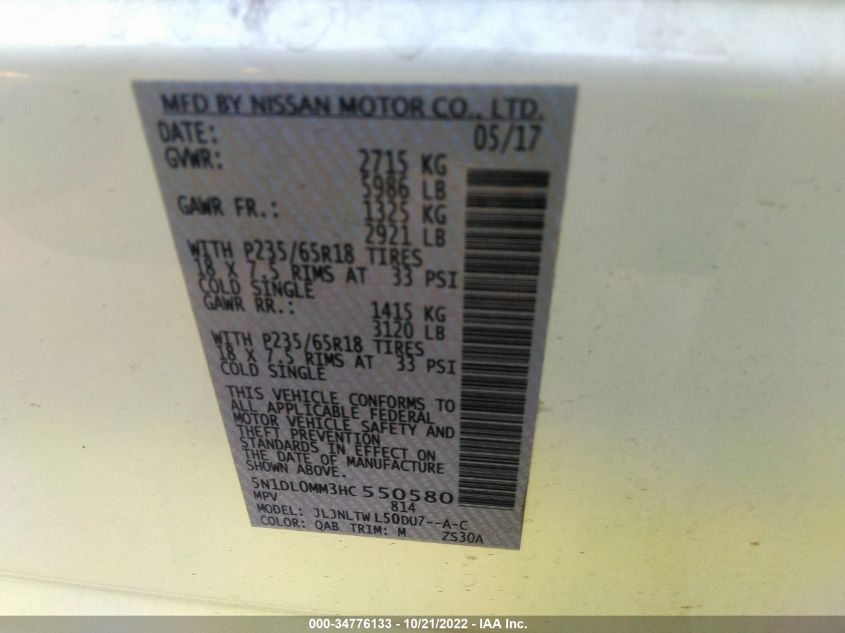 MFD BY NISSAN MOTOR CO., LTD.
DATE: 05/17
GVWR: 2715 KG
5986 LB
GAWR FR.: 1325 KG
2921 LB
WITH P235/65R18 TIRES
18 X 7.5 RIMS AT 33 PSI
COLD SINGLE
GAWR RR.: 1415 KG
3120 LB
WITH P235/65R18 TIRES
18 X 7.5 RIMS AT 33 PSI
COLD SINGLE
THIS VEHICLE CONFORMS TO
ALL APPLICABLE FEDERAL
MOTOR VEHICLE SAFETY AND
THEFT PREVENTION
STANDARDS IN EFFECT ON
THE DATE OF MANUFACTURE
SHOWN ABOVE.
5N1DL0MM3HC 550580
MPV 814
MODEL: JLJNLTW L50DU7--A-C
COLOR: QAB TRIM: M ZS30A
000-34776133 - 10/21/2022 - IAA Inc.